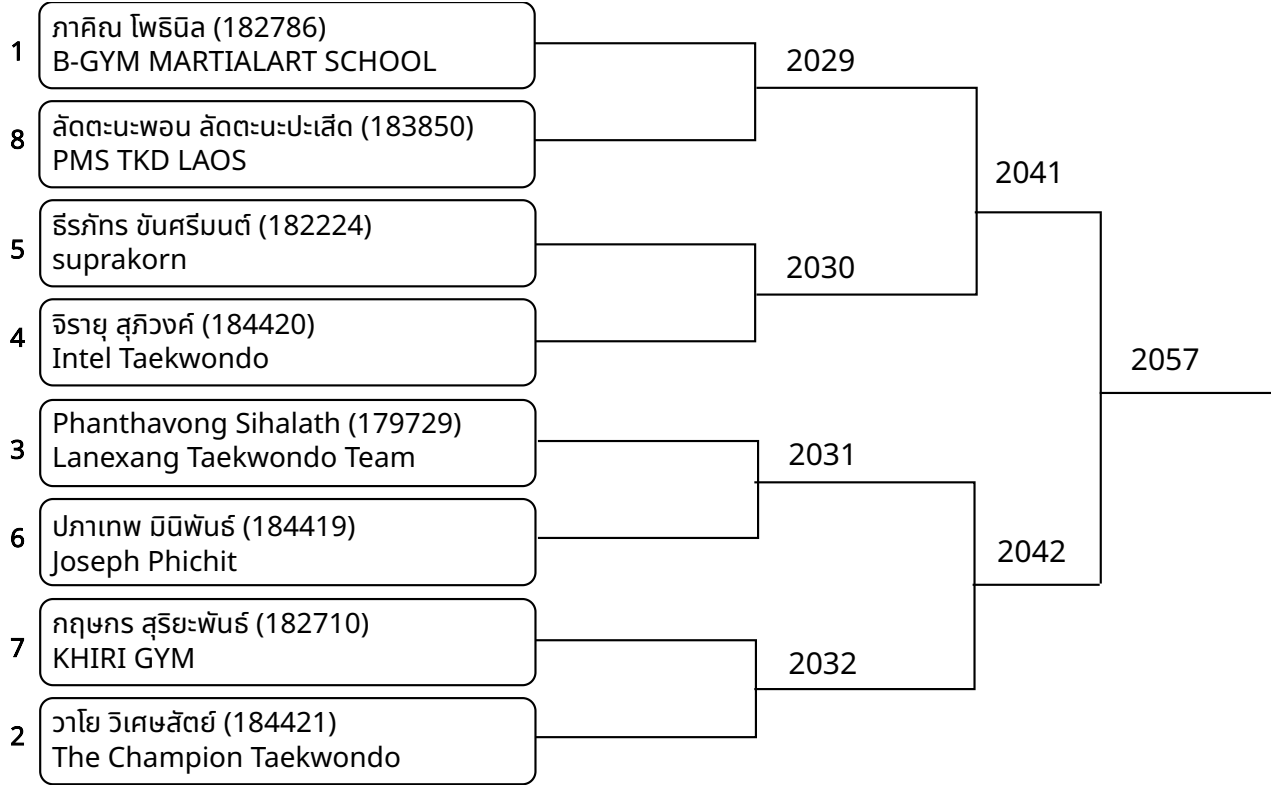 1
ภาคิณ โพธินิล (182786)
B-GYM MARTIALART SCHOOL
8
ลัดตะนะพอน ลัดตะนะปะเสีด (183850)
PMS TKD LAOS
5
ธีรภัทร ขันศรีมนต์ (182224)
suprakorn
4
จิรายุ สุภิวงค์ (184420)
Intel Taekwondo
3
Phanthavong Sihalath (179729)
Lanexang Taekwondo Team
6
ปภาเทพ มินิพันธ์ (184419)
Joseph Phichit
7
กฤษกร สุริยะพันธ์ (182710)
KHIRI GYM
2
วาโย วิเศษสัตย์ (184421)
The Champion Taekwondo
2029
2030
2031
2032
2041
2042
2057